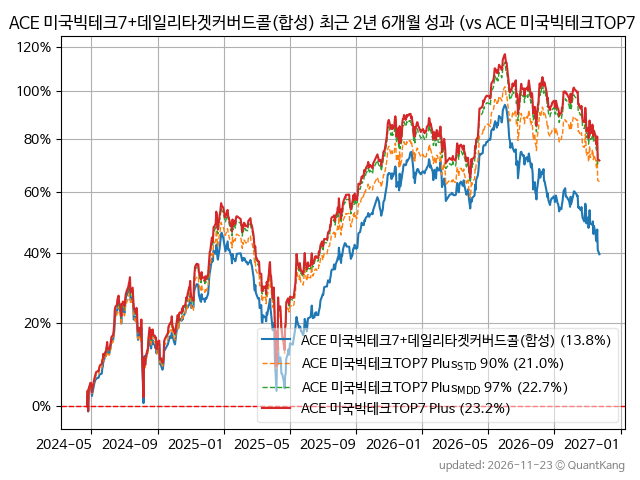 ACE 미국빅테크7+데일리타겟커버드콜(합성) 최근 2년 6개월 성과 (vs ACE 미국빅테크TOP7
120%
100%
80%
60%
40%
20%
0%
ACE 미국빅테크7+데일리타겟커버드콜(합성) (13.8%)
ACE 미국빅테크TOP7 PlusSTD 90% (21.0%)
ACE 미국빅테크TOP7 PlusMDD 97% (22.7%)
ACE 미국빅테크TOP7 Plus (23.2%)
2024−05 2024−09 2025−01 2025−05 2025−09 2026−01 2026−05 2026−09 2027−01
updated: 2026-11-23 © QuantKang